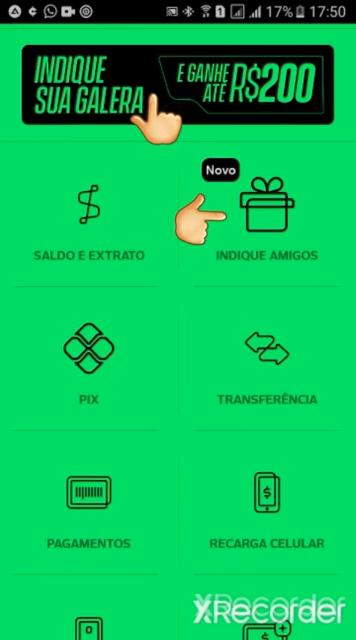 17% 17:50
INDIQUE
SUA GALERA
E GANHE
ATÉ R$200
Novo
SALDO E EXTRATO
INDIQUE AMIGOS
PIX
TRANSFERÊNCIA
PAGAMENTOS
RECARGA CELULAR
XRecorder